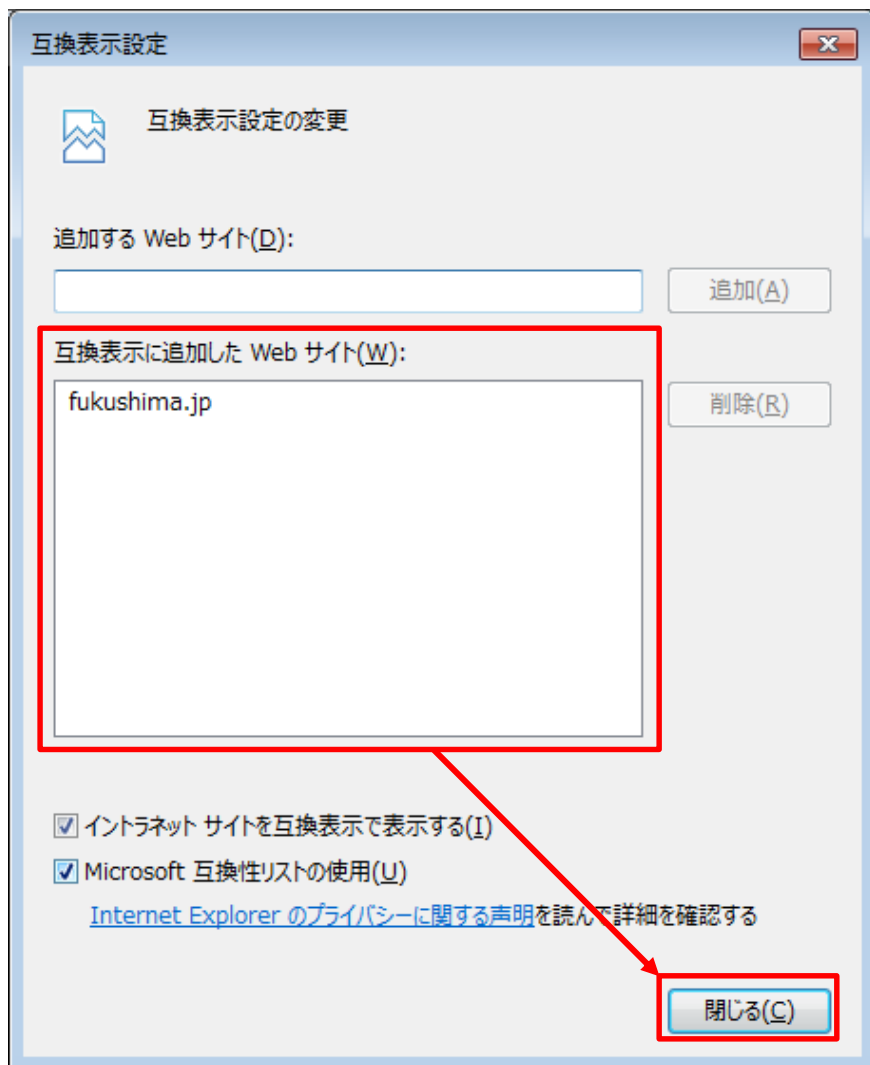 互換表示設定
互換表示設定の変更
追加する Web サイト(D):
追加(A)
互換表示に追加した Web サイト(W):
fukushima.jp
削除(R)
イントラネット サイトを互換表示で表示する(I)
Microsoft 互換性リストの使用(U)
Internet Explorer のプライバシーに関する声明を読んで詳細を確認する
閉じる(C)